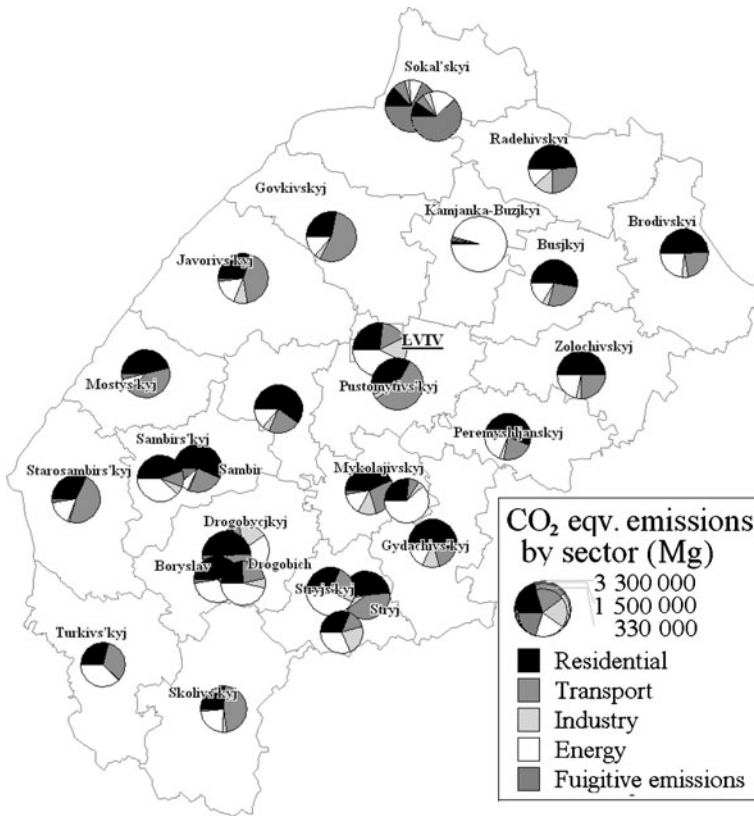 Sokal'skyi
Radehivskyi
Govkivskyj
Kamjanka-Buzjkyi
Brodivskyi
Busjkyj
Javorivs'kyj
LVIV
Zolochivskyj
Mostys'kyj
Pustomytivs'kyj
Sambirs'kyj
Peremyshljanskyj
Starosambirs'kyj
Sambir
Mykolajivskyj
Drogobycjkyj
Gydachivs'kyj
Boryslav
Drogobich
Stryjs'kyj
Stryj
Turkivs'kyj
Skolivs'kyj
CO₂ eqv. emissions
by sector (Mg)
3 300 000
1 500 000
330 000
Residential
Transport
Industry
Energy
Fuigitive emissions